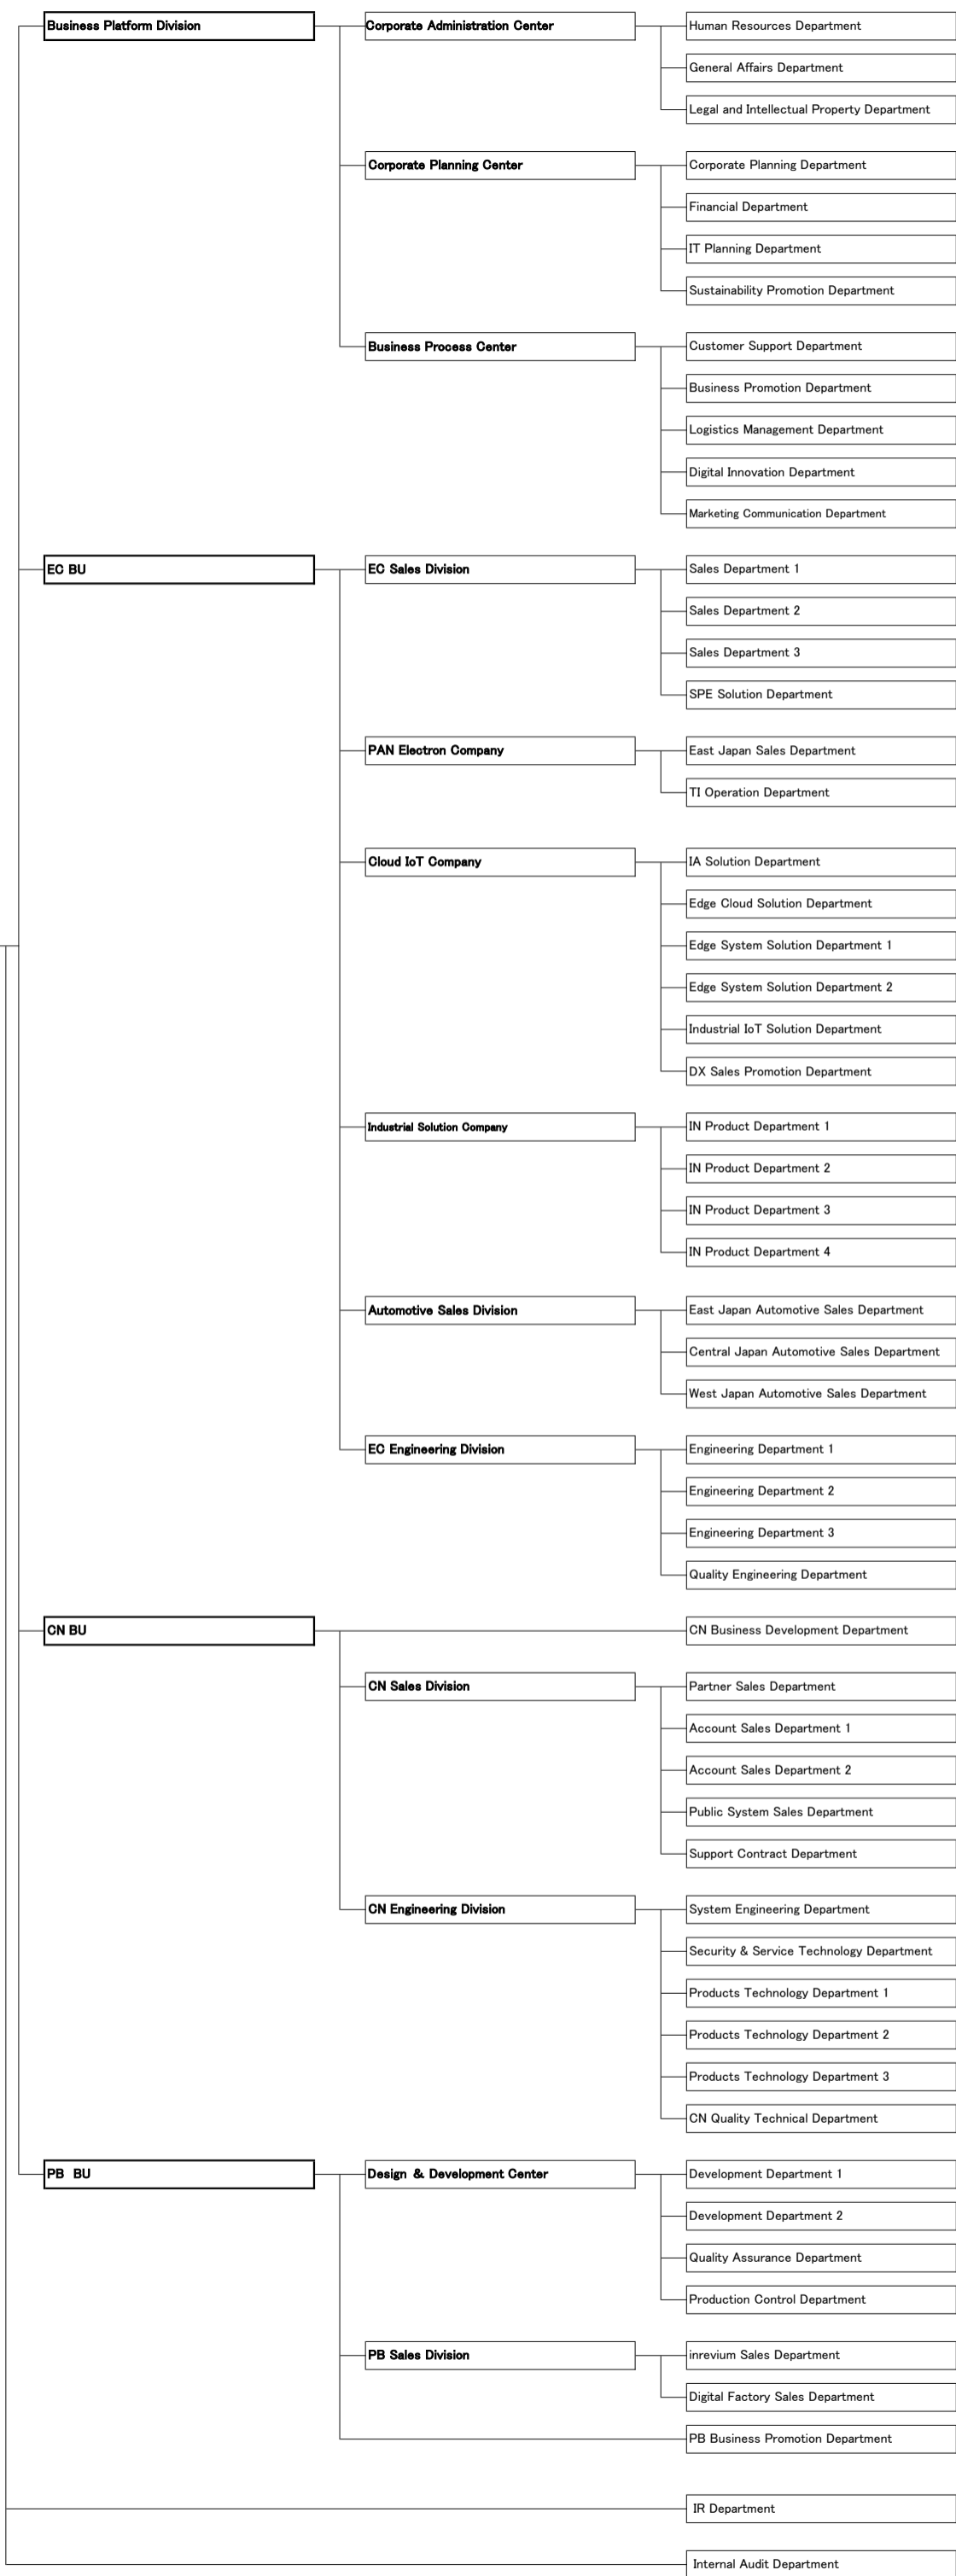 Business Platform Division
Corporate Administration Center
Human Resources Department
General Affairs Department
Legal and Intellectual Property Department
Corporate Planning Center
Corporate Planning Department
Financial Department
IT Planning Department
Sustainability Promotion Department
Business Process Center
Customer Support Department
Business Promotion Department
Logistics Management Department
Digital Innovation Department
Marketing Communication Department
EC BU
EC Sales Division
Sales Department 1
Sales Department 2
Sales Department 3
SPE Solution Department
PAN Electron Company
East Japan Sales Department
TI Operation Department
Cloud IoT Company
IA Solution Department
Edge Cloud Solution Department
Edge System Solution Department 1
Edge System Solution Department 2
Industrial IoT Solution Department
DX Sales Promotion Department
Industrial Solution Company
IN Product Department 1
IN Product Department 2
IN Product Department 3
IN Product Department 4
Automotive Sales Division
East Japan Automotive Sales Department
Central Japan Automotive Sales Department
West Japan Automotive Sales Department
EC Engineering Division
Engineering Department 1
Engineering Department 2
Engineering Department 3
Quality Engineering Department
CN BU
CN Business Development Department
CN Sales Division
Partner Sales Department
Account Sales Department 1
Account Sales Department 2
Public System Sales Department
Support Contract Department
CN Engineering Division
System Engineering Department
Security & Service Technology Department
Products Technology Department 1
Products Technology Department 2
Products Technology Department 3
CN Quality Technical Department
PB BU
Design & Development Center
Development Department 1
Development Department 2
Quality Assurance Department
Production Control Department
PB Sales Division
inrevium Sales Department
Digital Factory Sales Department
PB Business Promotion Department
IR Department
Internal Audit Department